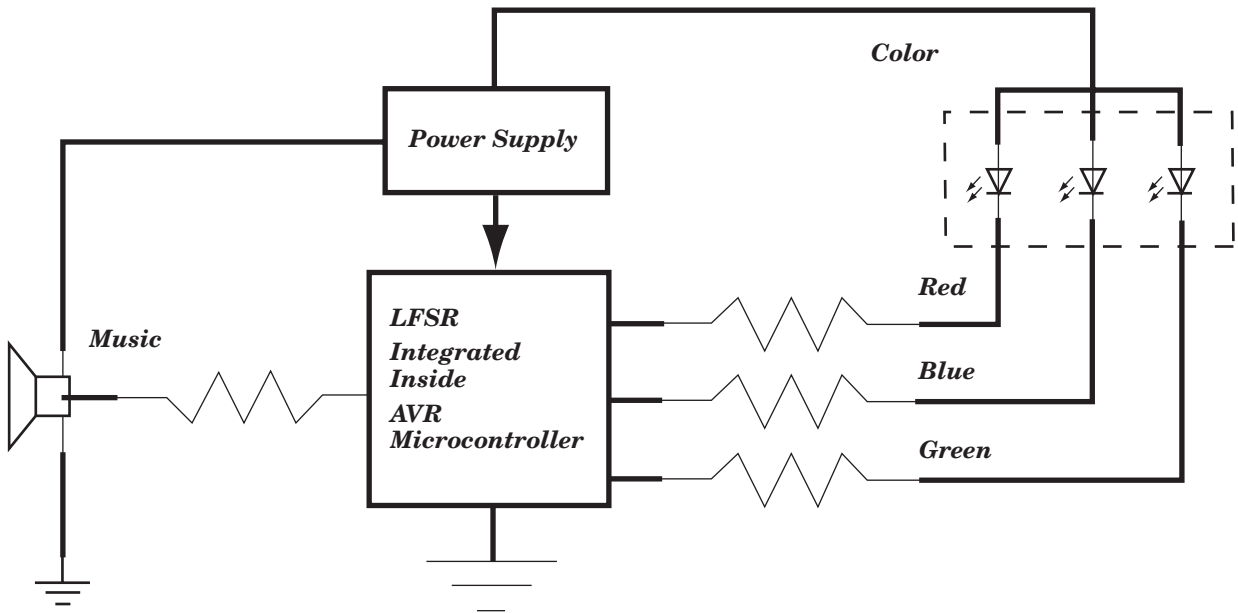 Color
Power Supply
Red
LFSR
Music
Integrated
Inside
Blue
AVR
Microcontroller
Green